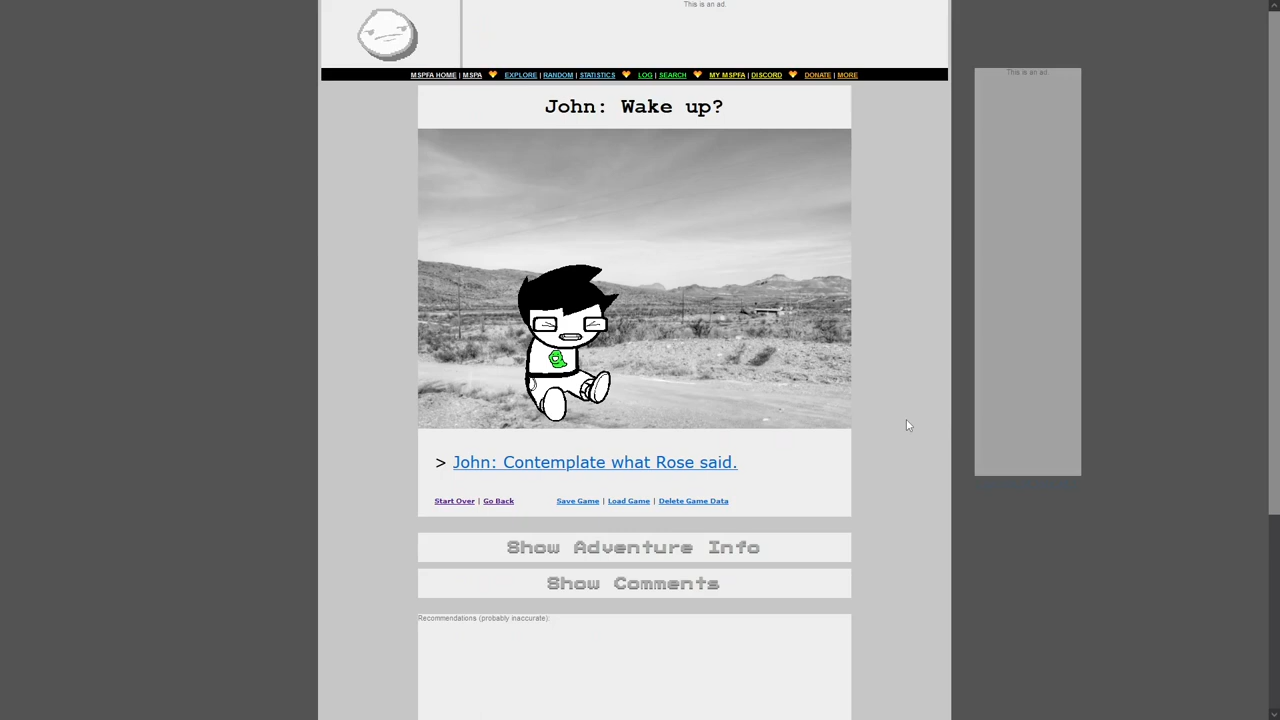 This is an ad.
MSPFA HOME | MSPA EXPLORE | RANDOM | STATISTICS LOG | SEARCH MY MSPFA | DISCORD DONATE | MORE
This is an ad.
John: Wake up?
> John: Contemplate what Rose said.
Start Over | Go Back Save Game | Load Game | Delete Game Data
Show Adventure Info
Show Comments
Recommendations (probably inaccurate):